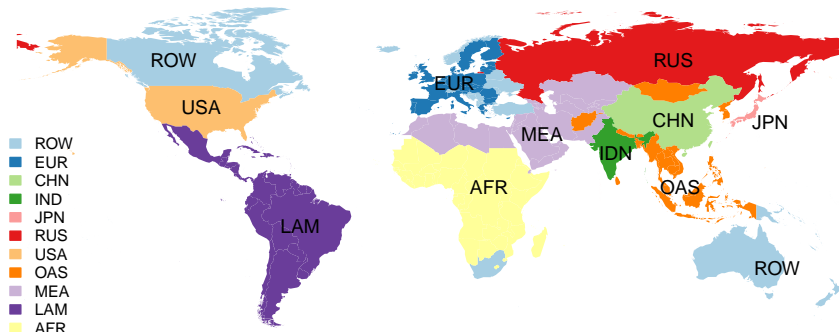 ROW
RUS
EUR
USA
CHN
JPN
MEA
IDN
AFR
OAS
LAM
ROW
ROW
EUR
CHN
IND
JPN
RUS
USA
OAS
MEA
LAM
AFR